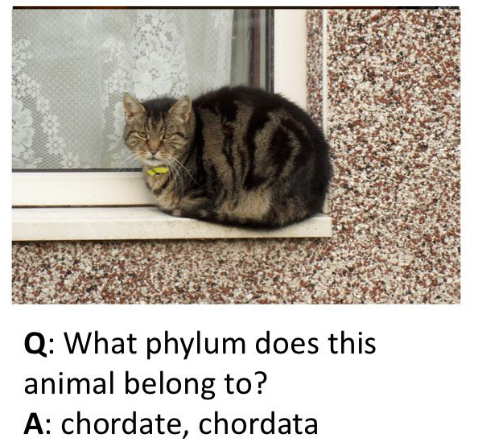 Q: What phylum does this
animal belong to?
A: chordate, chordata